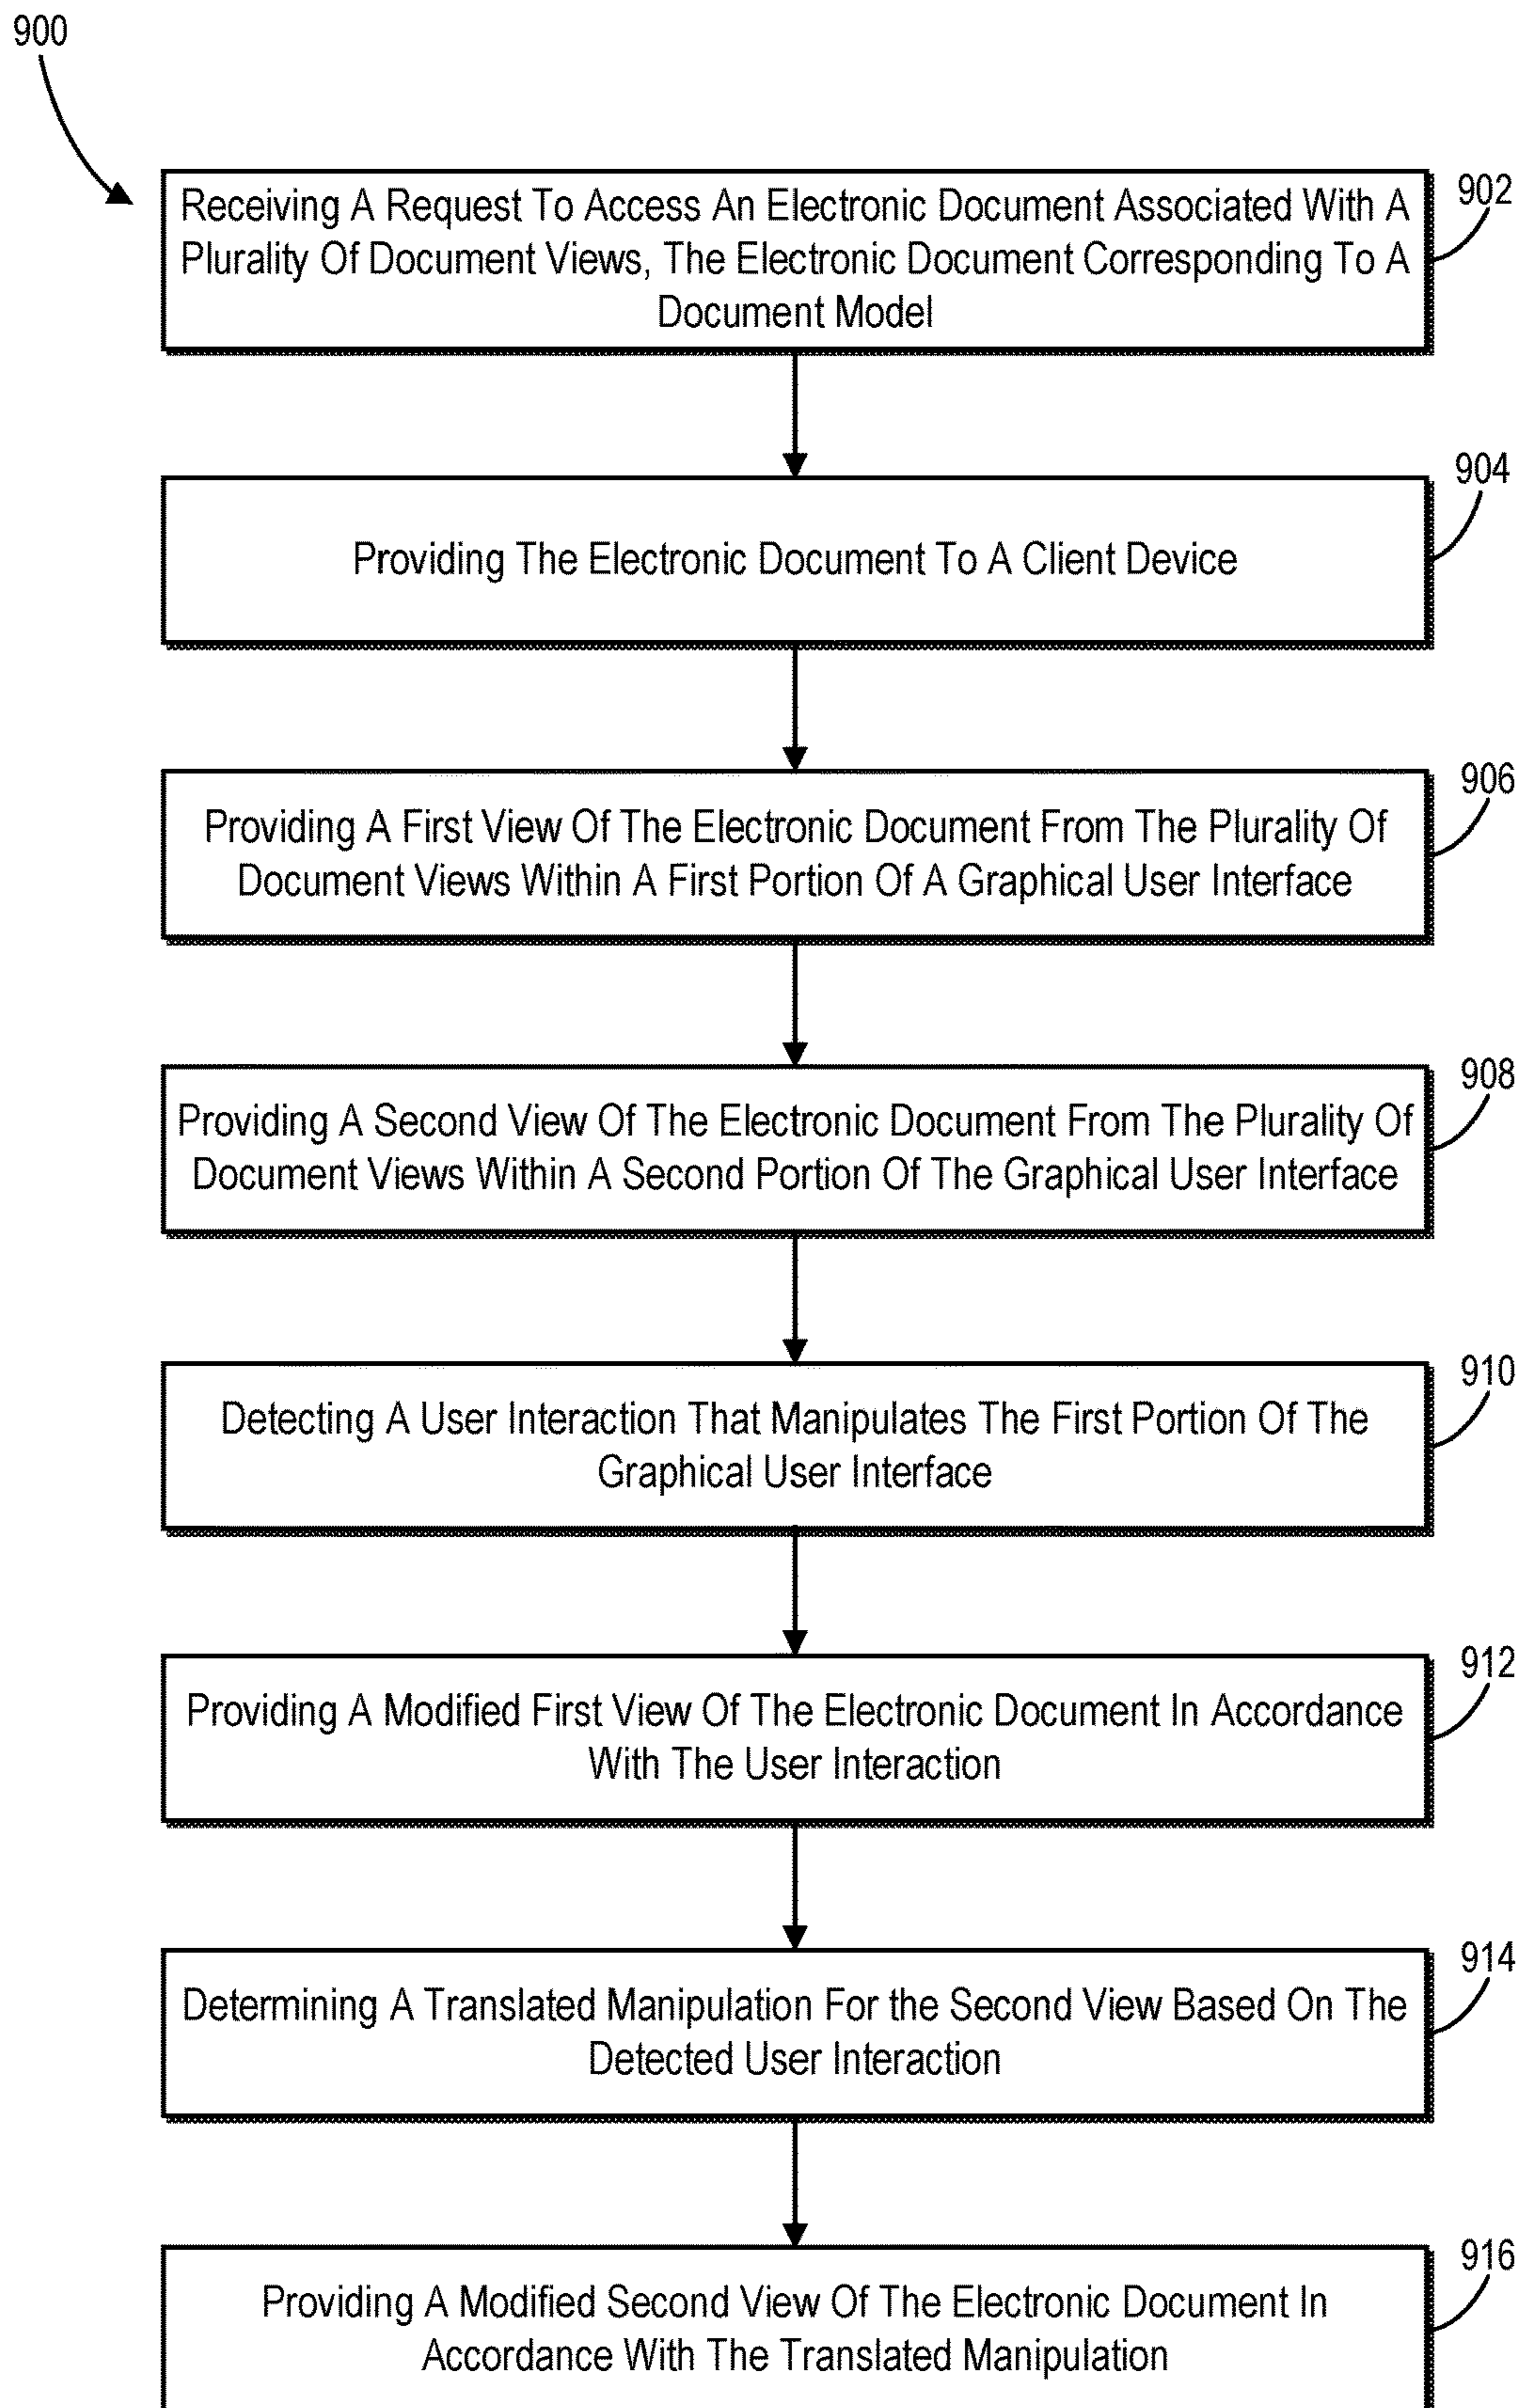 900
Receiving A Request To Access An Electronic Document Associated With A
902
Plurality Of Document Views, The Electronic Document Corresponding To A
Document Model
904
Providing The Electronic Document To A Client Device
906
Providing A First View Of The Electronic Document From The Plurality Of
Document Views Within A First Portion Of A Graphical User Interface
908
Providing A Second View Of The Electronic Document From The Plurality Of
Document Views Within A Second Portion Of The Graphical User Interface
910
Detecting A User Interaction That Manipulates The First Portion Of The
Graphical User Interface
912
Providing A Modified First View Of The Electronic Document In Accordance
With The User Interaction
914
Determining A Translated Manipulation For the Second View Based On The
Detected User Interaction
916
Providing A Modified Second View Of The Electronic Document In
Accordance With The Translated Manipulation